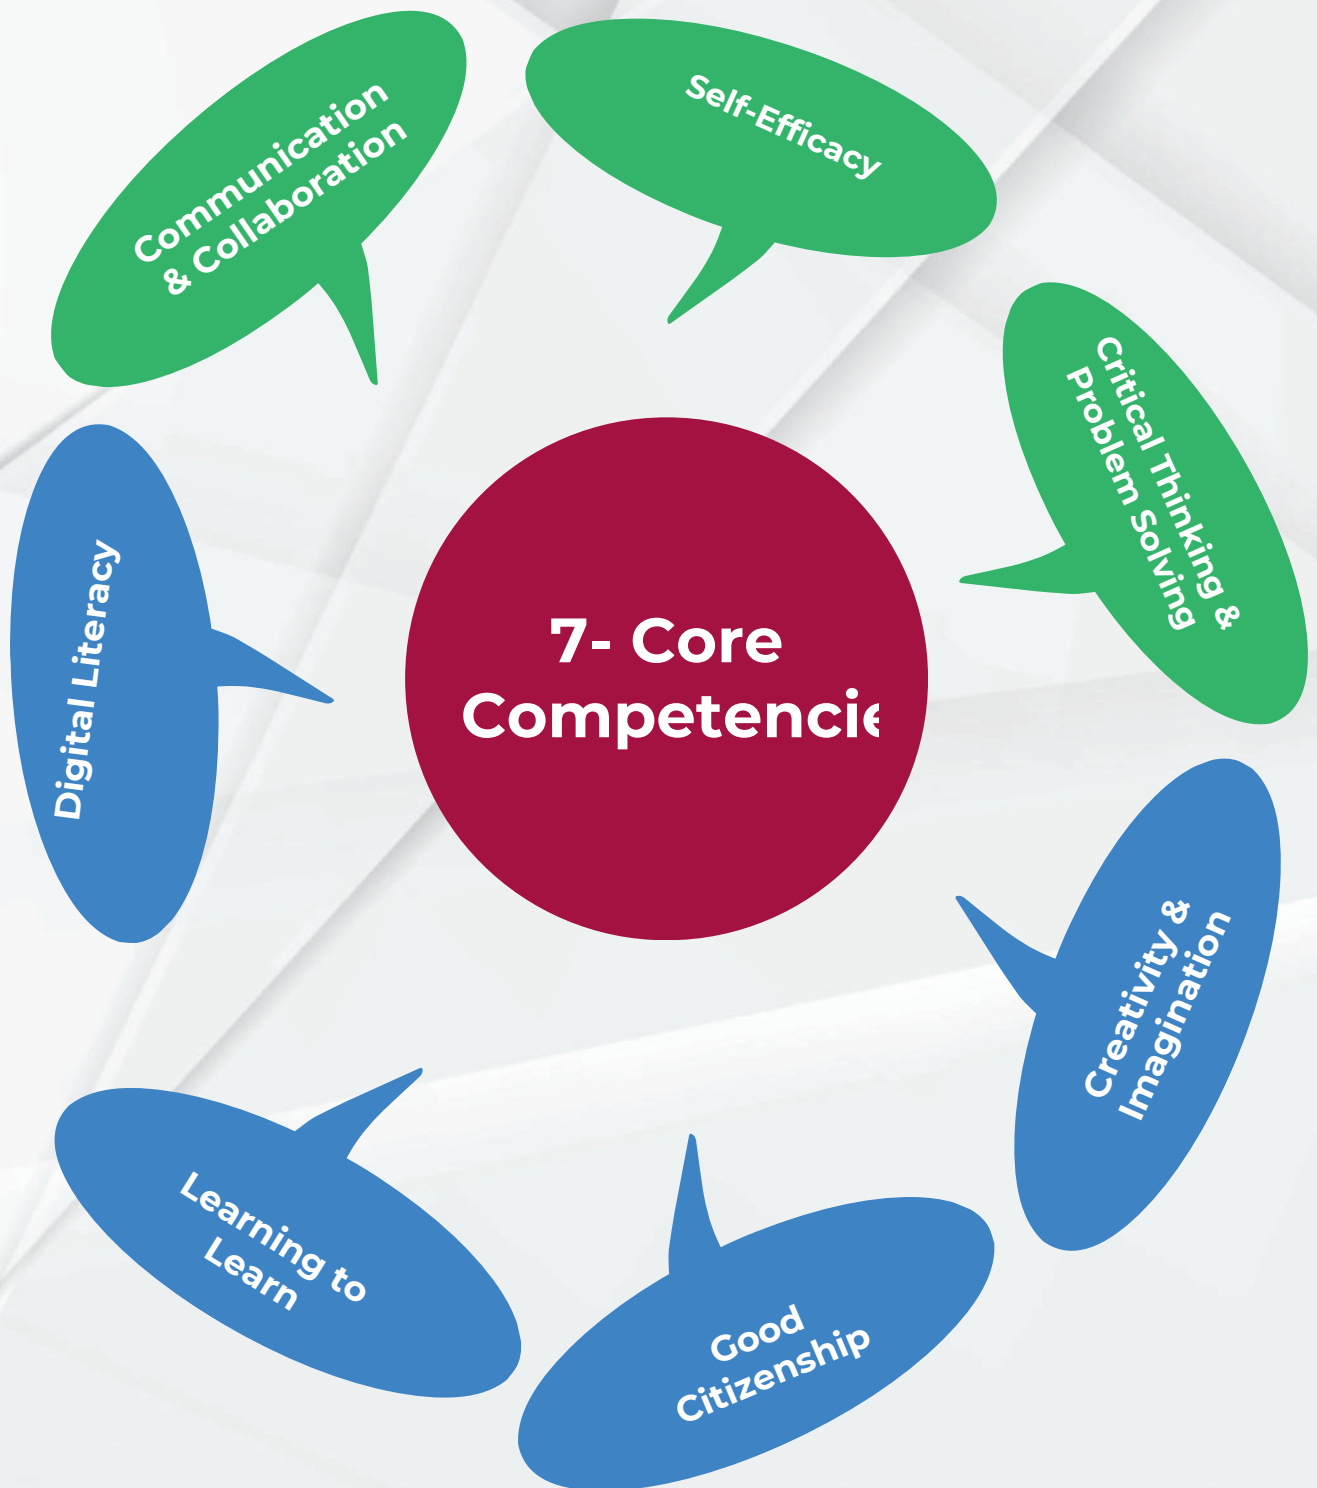 Communication
& Collaboration
Self-Efficacy
Critical Thinking &
Problem Solving
Digital Literacy
7- Core
Competencie
Creativity &
Imagination
Learning to
Learn
Good
Citizenship